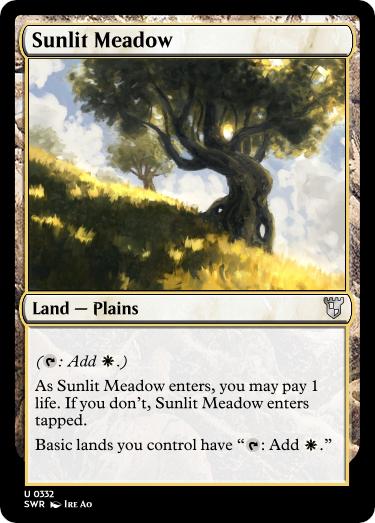 Sunlit Meadow
Land — Plains
(: Add .)
As Sunlit Meadow enters, you may pay 1
life. If you don't, Sunlit Meadow enters
tapped.
Basic lands you control have “: Add .”
U 0332
SWR Ire Ao